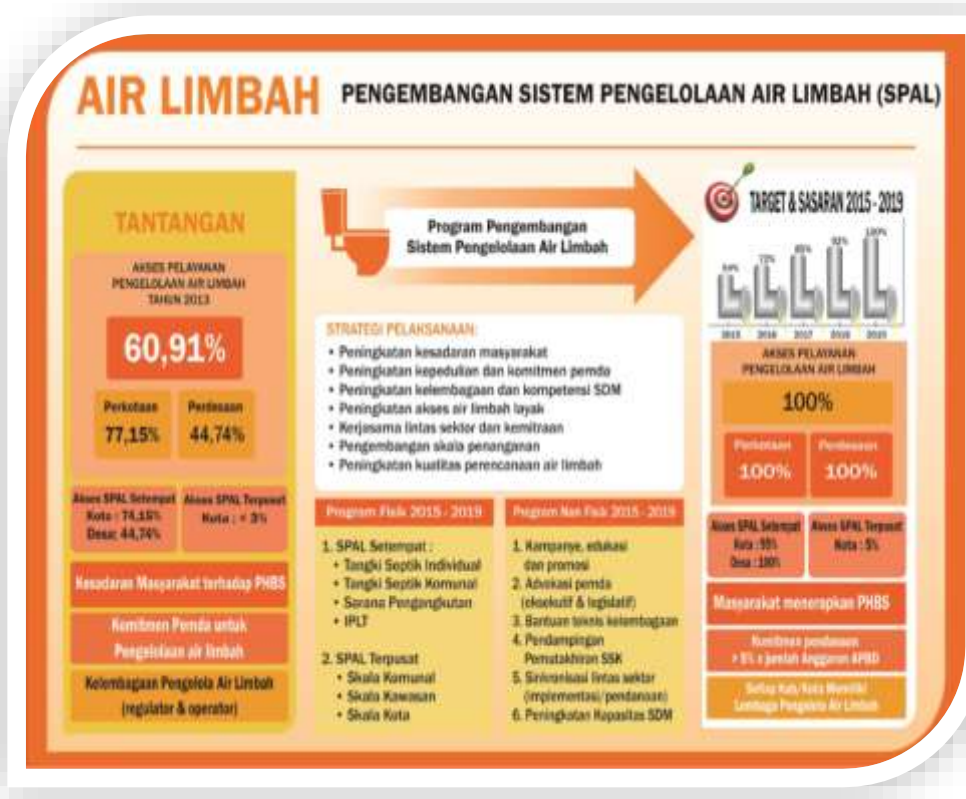 AIR LIMBAH PENGEMBANGAN SISTEM PENGELOLAAN AIR LIMBAH (SPAL)
TANTANGAN
AKSES PELAYANAN
PENGELOLAAN AIR LIMBAH
TAHUN 2013
60,91%
Perkotaan
77,15%
Perdesaan
44,74%
Akses SPAL Setempat
Kota : 74,15%
Desa: 44,74%
Akses SPAL Terpusat
Kota : < 3%
Kesadaran Masyarakat terhadap PHBS
Komitmen Pemda untuk
Pengelolaan air limbah
Kelembagaan Pengelola Air Limbah
(regulator & operator)
Program Pengembangan
Sistem Pengelolaan Air Limbah
STRATEGI PELAKSANAAN:
• Peningkatan kesadaran masyarakat
• Peningkatan kepedulian dan komitmen pemda
• Peningkatan kelembagaan dan kompetensi SDM
• Peningkatan akses air limbah layak
• Kerjasama lintas sektor dan kemitraan
• Pengembangan skala penanganan
• Peningkatan kualitas perencanaan air limbah
Program Fisik 2015 - 2019
1. SPAL Setempat :
• Tangki Septik Individual
• Tangki Septik Komunal
• Sarana Pengangkutan
• IPLT
2. SPAL Terpusat
• Skala Komunal
• Skala Kawasan
• Skala Kota
Program Non Fisik 2015 - 2019
1. Kampanye, edukasi
dan promosi
2. Advokasi pemda
(eksekutif & legislatif)
3. Bantuan teknis kelembagaan
4. Pendampingan
Pemutakhiran SSK
5. Sinkronisasi lintas sektor
(implementasi/pendanaan)
6. Peningkatan Kapasitas SDM
TARGET & SASARAN 2015 - 2019
100%
2015 2016 2017
AKSES PELAYANAN
PENGELOLAAN AIR LIMBAH
100%
Perkotaan
100%
Perdesaan
100%
Akses SPAL Setempat
Kota : 95%
Desa : 100%
Akses SPAL Terpusat
Kota : 5%
Masyarakat menerapkan PHBS
Komitmen pendanaan
jumlah Anggaran APBD
Setiap Kab/Kota Memiliki
Lembaga Pengelola Air Limbah